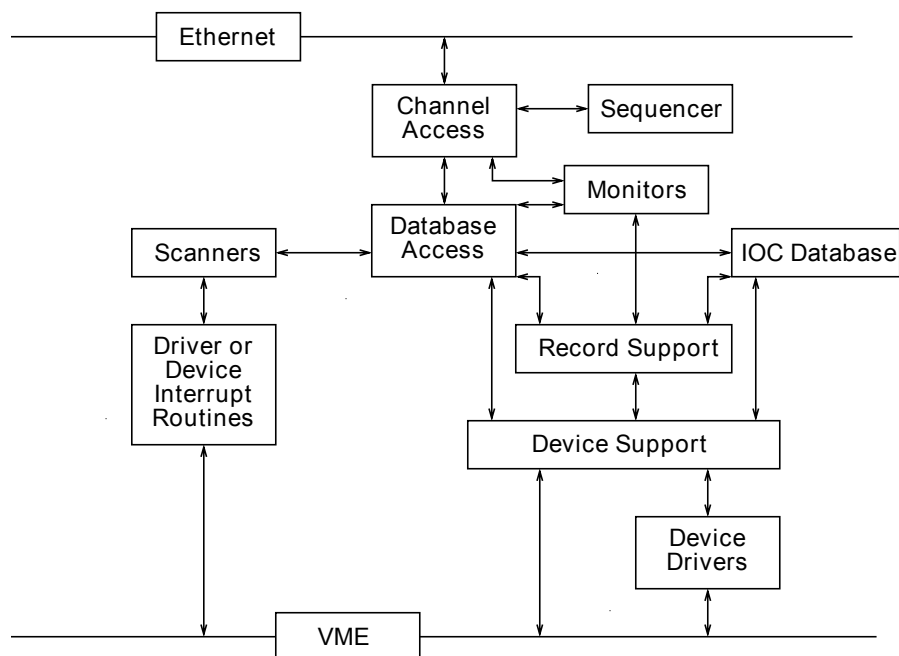 Ethernet
Channel
Access
Sequencer
Monitors
Database
Access
Scanners
IOC Database
Driver or
Device
Interrupt
Routines
Record Support
Device Support
Device
Drivers
VME